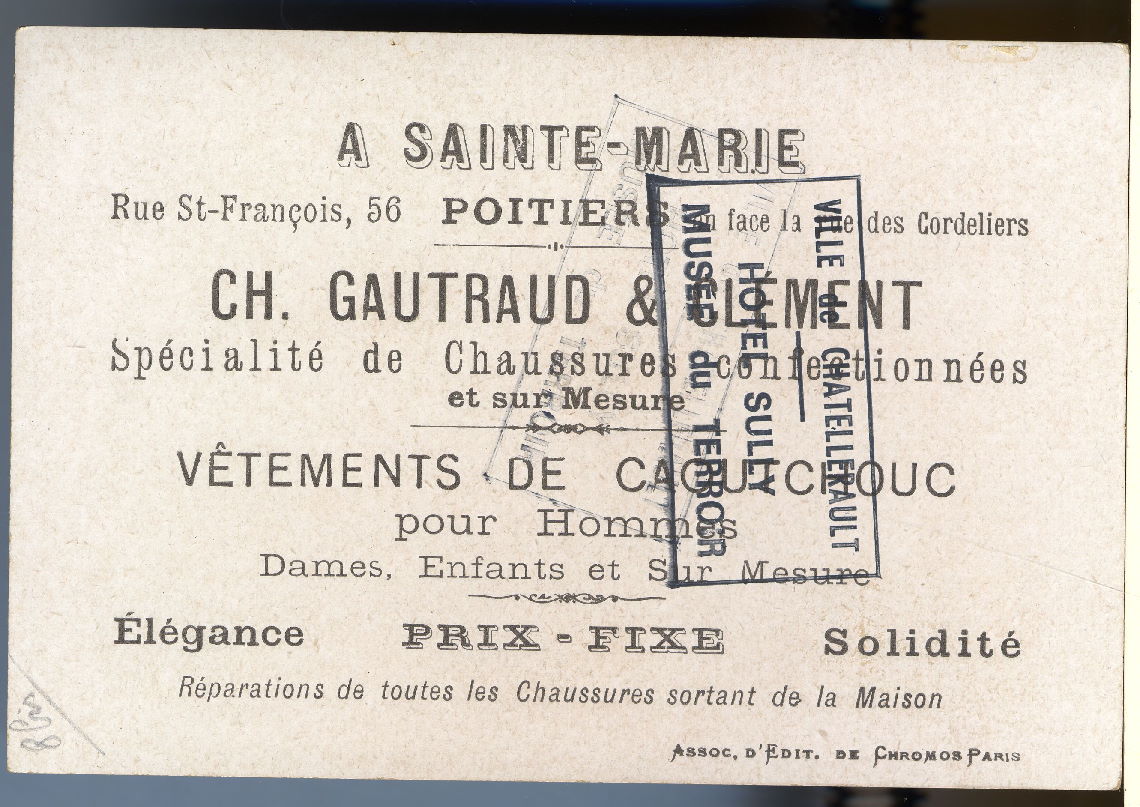 A SAINTE-MARIE
Rue St-François, 56 POITIERS en face la rue des Cordeliers
CH. GAUTRAUD & CLÉMENT
Spécialité de Chaussures confectionnées
et sur Mesure
VÊTEMENTS DE CAOUTCHOUC
pour Hommes
Dames, Enfants et Sur Mesure
Élégance PRIX - FIXE Solidité
Réparations de toutes les Chaussures sortant de la Maison
ASSOC. D'EDIT. DE CHROMOS PARIS
VILLE de CHATELLERAULT
HOTEL SULLY
MUSEE du TERROIR